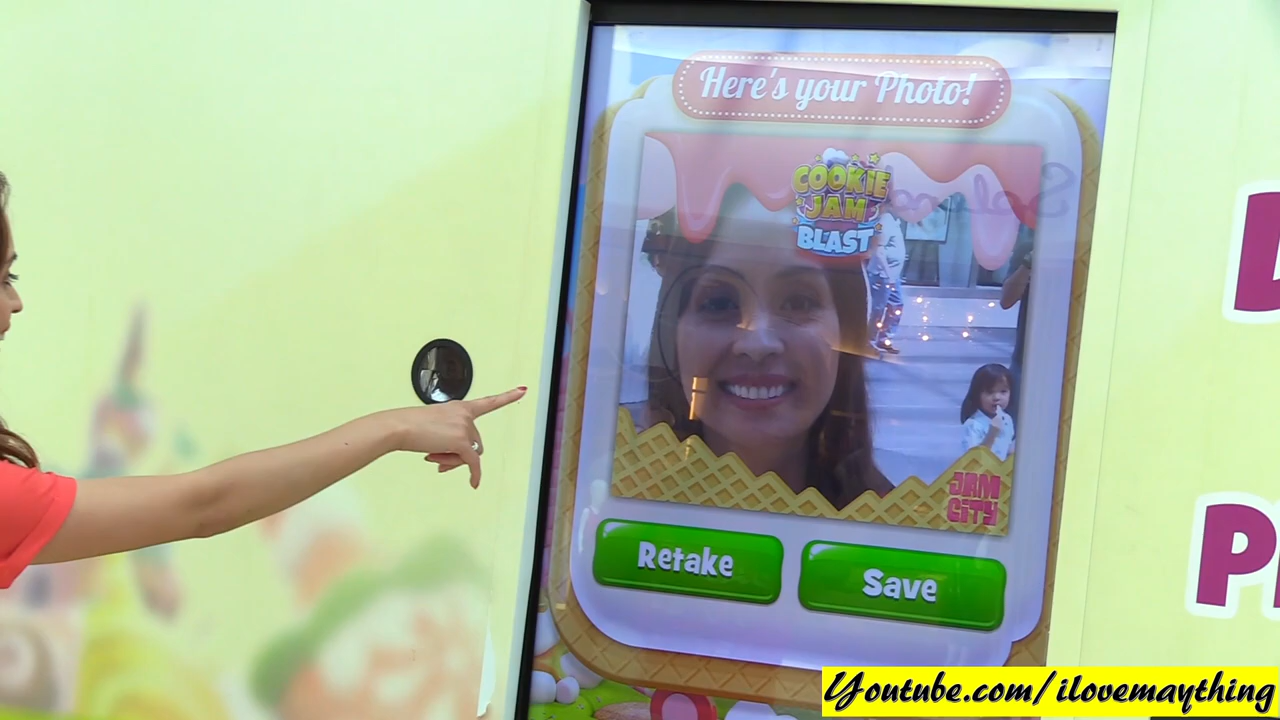 Here's your Photo!
COOKIE
JAM
BLAST
JAM
CITY
Retake
Save
Youtube.com/ilovemaything